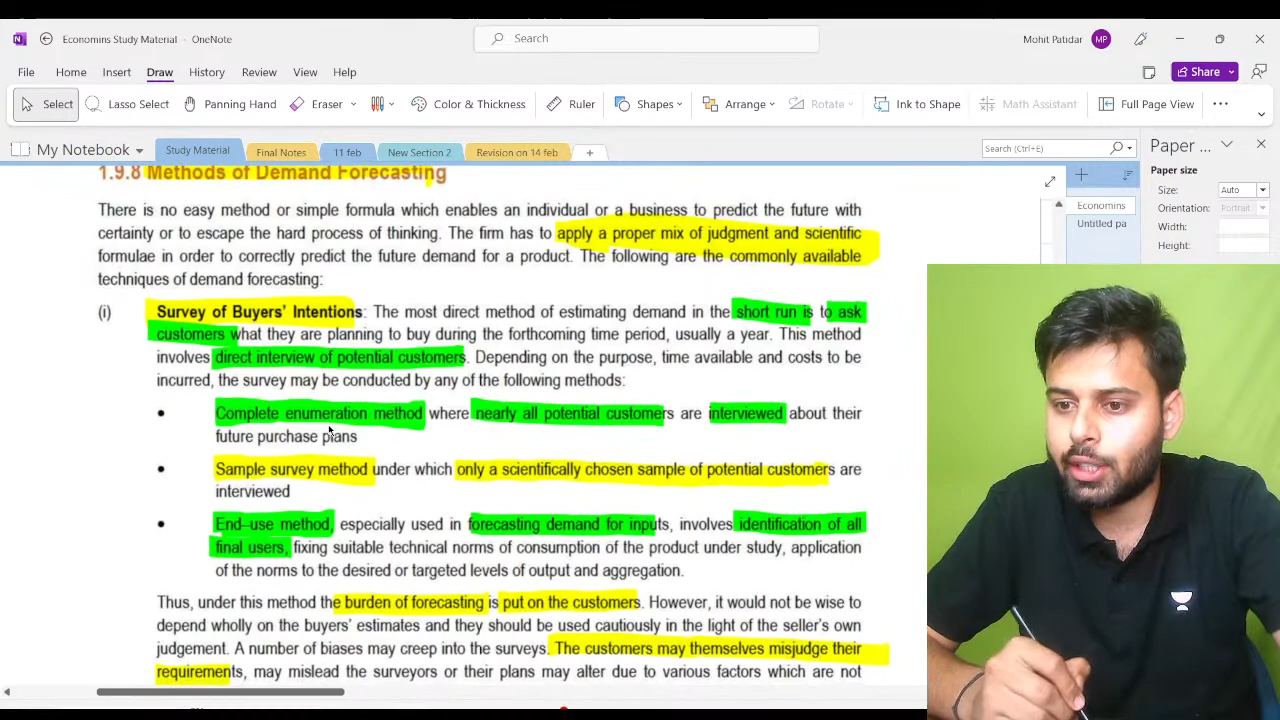 Economins Study Material - OneNote
Search
Mohit Patidar MP
File Home Insert Draw History Review View Help
Share
Select Lasso Select Panning Hand Eraser Color & Thickness Ruler Shapes Arrange Rotate Ink to Shape Math Assistant Full Page View
My Notebook Study Material Final Notes 11 feb New Section 2 Revision on 14 feb + Search (Ctrl+E)
Paper ...
Paper size
Size: Auto
Orientation: Portrait
Width:
Height:
Economins
Untitled pa
1.9.8 Methods of Demand Forecasting
There is no easy method or simple formula which enables an individual or a business to predict the future with
certainty or to escape the hard process of thinking. The firm has to apply a proper mix of judgment and scientific
formulae in order to correctly predict the future demand for a product. The following are the commonly available
techniques of demand forecasting:
(i) Survey of Buyers' Intentions: The most direct method of estimating demand in the short run is to ask
customers what they are planning to buy during the forthcoming time period, usually a year. This method
involves direct interview of potential customers. Depending on the purpose, time available and costs to be
incurred, the survey may be conducted by any of the following methods:
• Complete enumeration method where nearly all potential customers are interviewed about their
future purchase plans
• Sample survey method under which only a scientifically chosen sample of potential customers are
interviewed
• End–use method, especially used in forecasting demand for inputs, involves identification of all
final users, fixing suitable technical norms of consumption of the product under study, application
of the norms to the desired or targeted levels of output and aggregation.
Thus, under this method the burden of forecasting is put on the customers. However, it would not be wise to
depend wholly on the buyers' estimates and they should be used cautiously in the light of the seller's own
judgement. A number of biases may creep into the surveys. The customers may themselves misjudge their
requirements, may mislead the surveyors or their plans may alter due to various factors which are not